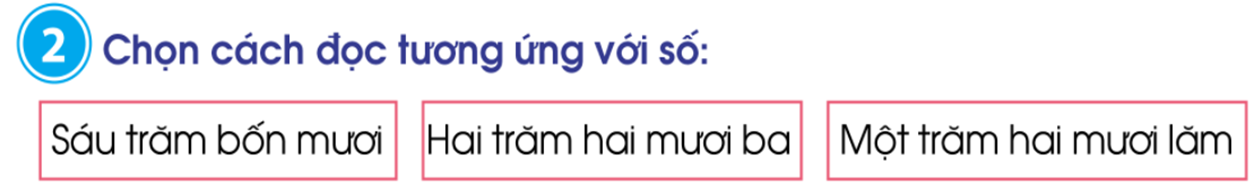 2 Chọn cách đọc tương ứng với số:
Sáu trăm bốn mươi Hai trăm hai mươi ba Một trăm hai mươi lăm